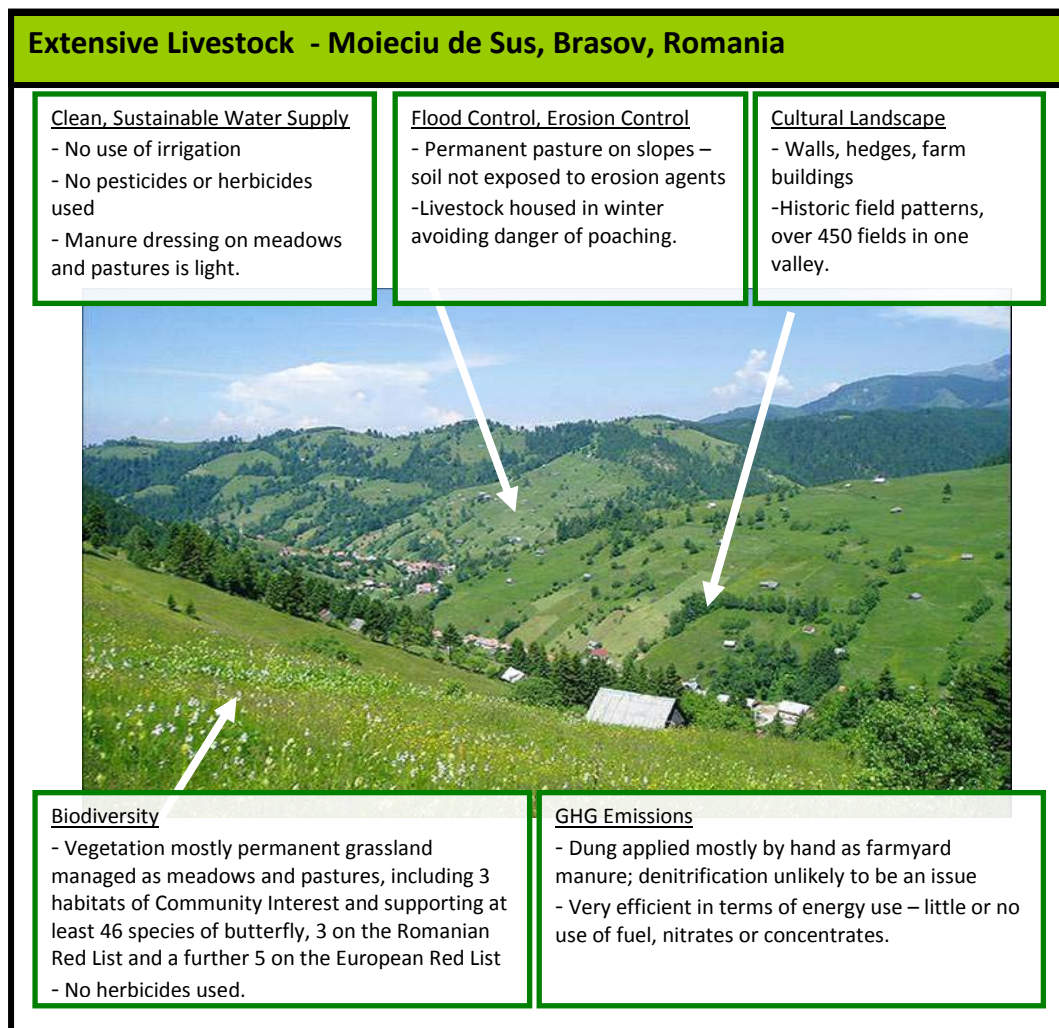 Extensive Livestock - Moieciu de Sus, Brasov, Romania
Clean, Sustainable Water Supply
- No use of irrigation
- No pesticides or herbicides
used
- Manure dressing on meadows
and pastures is light.
Flood Control, Erosion Control
- Permanent pasture on slopes –
soil not exposed to erosion agents
-Livestock housed in winter
avoiding danger of poaching.
Cultural Landscape
- Walls, hedges, farm
buildings
-Historic field patterns,
over 450 fields in one
valley.
Biodiversity
- Vegetation mostly permanent grassland
managed as meadows and pastures, including 3
habitats of Community Interest and supporting at
least 46 species of butterfly, 3 on the Romanian
Red List and a further 5 on the European Red List
- No herbicides used.
GHG Emissions
- Dung applied mostly by hand as farmyard
manure; denitrification unlikely to be an issue
- Very efficient in terms of energy use – little or no
use of fuel, nitrates or concentrates.